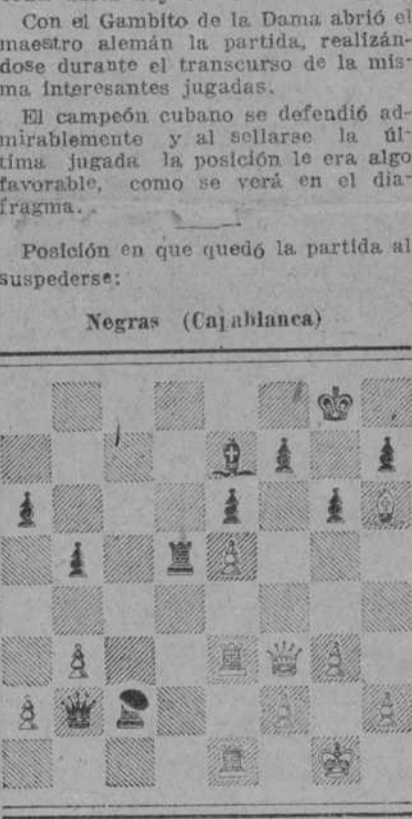 Con el Gambito de la Dama abrió el
maestro alemán la partida, realizán-
dose durante el transcurso de la mis-
ma interesantes jugadas.
El campeón cubano se defendió ad-
mirablemente y al sellarse la úl-
tima jugada la posición le era algo
favorable, como se verá en el dia-
fragma.
Posición en que quedó la partida al
suspederse:
Negras (Capablanca)